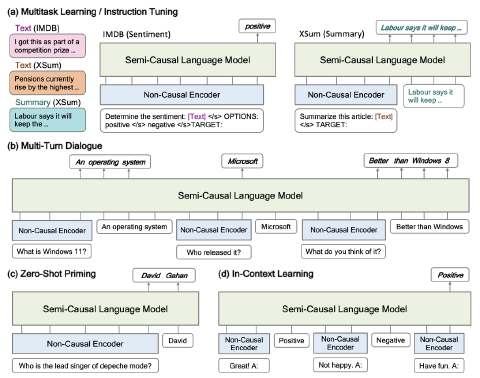 (a) Multitask Learning / Instruction Tuning
Text (IMDB)
I got this as part of a
competition prize ..
Text (XSum)
Pensions currently
rise by the highest ..
Summary (XSum)
Labour says it will
keep the ..
IMDB (Sentiment)
positive
Semi-Causal Language Model
Non-Causal Encoder
Determine the sentiment: [Text] </s> OPTIONS:
positive </s> negative </s>TARGET:
XSum (Summary)
Labour says it will keep ..
Semi-Causal Language Model
Non-Causal Encoder
Labour says it
will keep ..
Summarize this article: [Text]
</s> TARGET:
(b) Multi-Turn Dialogue
An operating system
Microsoft
Better than Windows 8
Semi-Causal Language Model
Non-Causal Encoder
An operating system
Non-Causal Encoder
Microsoft
Non-Causal Encoder
Better than Windows
What is Windows 11?
Who released it?
What do you think of it?
(c) Zero-Shot Priming
David Gahan
Semi-Causal Language Model
Non-Causal Encoder
David
Who is the lead singer of depeche mode?
(d) In-Context Learning
Positive
Semi-Causal Language Model
Non-Causal
Encoder
Positive
Non-Causal
Encoder
Negative
Non-Causal
Encoder
Great! A:
Not happy. A:
Have fun. A: